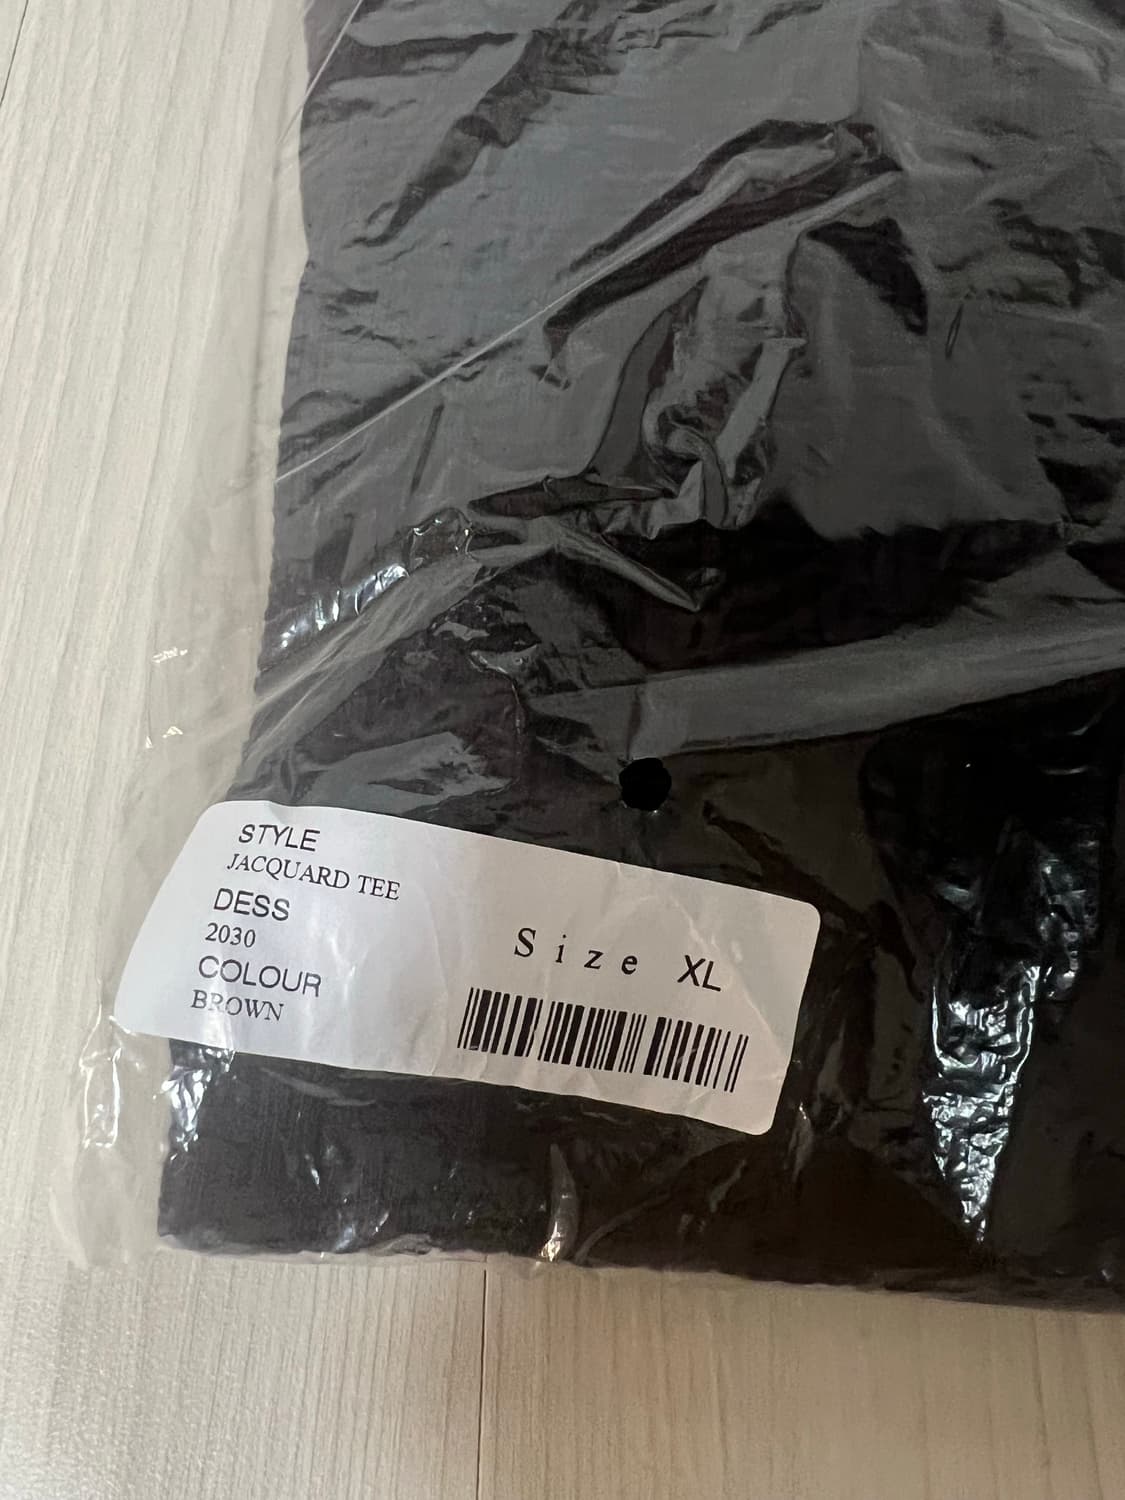 STYLE
JACQUARD TEE
DESS
2030
COLOUR
BROWN
Size XL